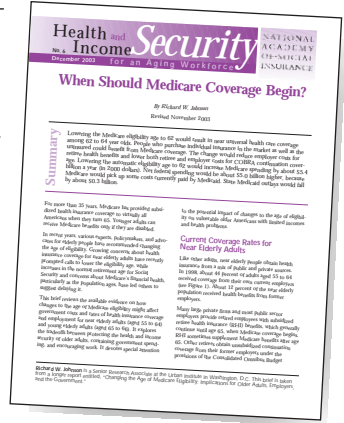 Health and
Income
Security
No. 6
December 2003
for an Aging Workforce
NATIONAL
ACADEMY
OF·SOCIAL
INSURANCE
When Should Medicare Coverage Begin?
By Richard W. Johnson
Revised November 2003
Summary
Lowering the Medicare eligibility age to 62 would result in near universal health care coverage
among 62 to 64 year olds. People who purchase individual insurance in the market as well as the
uninsured could benefit from Medicare coverage. The change would reduce employer costs for
retiree health benefits and lower both retiree and employer costs for COBRA continuation cover-
age. Lowering the automatic eligibility age to 62 would increase Medicare spending by about $5.4
billion a year (in 2000 dollars). Net federal spending would be about $5.0 billion higher, because
Medicare would pick up some costs currently paid by Medicaid. State Medicaid outlays would fall
by about $0.3 billion.
For more than 35 years, Medicare has provided subsi-
dized health insurance coverage to virtually all
Americans when they turn 65. Younger adults can
receive Medicare benefits only if they are disabled.
In recent years, various experts, policymakers, and advo-
cates for elderly people have recommended changing
the age of eligibility. Growing concerns about health
insurance coverage for near elderly adults have recently
prompted calls to lower the eligibility age, while
increases in the normal retirement age for Social
Security and concerns about Medicare's financial health,
particularly as the population ages, have led others to
suggest delaying it.
This brief reviews the available evidence on how
changes in the age of Medicare eligibility might affect
government costs and rates of health insurance coverage
and employment for near elderly adults (ages 55 to 64)
and young elderly adults (ages 65 to 69). It explores
the tradeoffs between protecting the health and income
security of older adults, containing government spend-
ing, and encouraging work. It devotes special attention
to the potential impact of changes to the age of eligibil-
ity on vulnerable older Americans with limited incomes
and health problems.
Current Coverage Rates for
Near Elderly Adults
Like other adults, near elderly people obtain health
insurance from a mix of public and private sources.
In 1998, about 46 percent of adults aged 55 to 64
received coverage from their own current employers
(see Figure 1). About 12 percent of the near elderly
population received health benefits from former
employers.
Many large private firms and most public sector
employers provide retired employees with subsidized
retiree health insurance (RHI) benefits, which generally
continue until age 65, when Medicare coverage begins.
RHI sometimes supplement Medicare benefits after age
65. Other retirees obtain unsubsidized continuation
coverage from their former employers under the
provisions of the Consolidated Omnibus Budget
Richard W. Johnson is a Senior Research Associate at the Urban Institute in Washington, D.C. This brief is taken
from a longer report entitled, "Changing the Age of Medicare Eligibility: Implications for Older Adults, Employers,
and the Government."